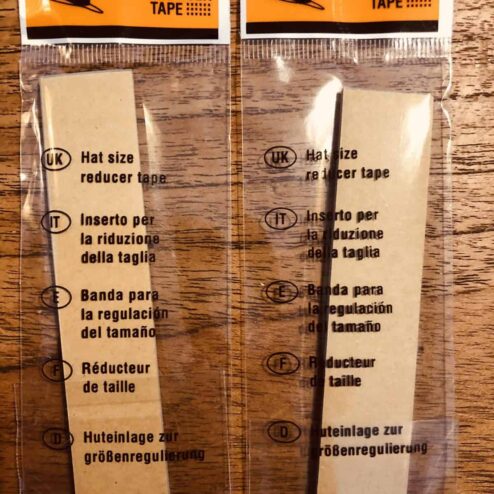 TAPE
UK Hat size
reducer tape
IT Inserto per
la riduzione
della taglia
E Banda para
la regulación
del tamaño
F Réducteur
de taille
D Huteinlage zur
größenregulierung
TAPE
UK Hat size
reducer tape
IT Inserto per
la riduzione
della taglia
E Banda para
la regulación
del tamaño
F Réducteur
de taille
D Huteinlage zur
größenregulierung